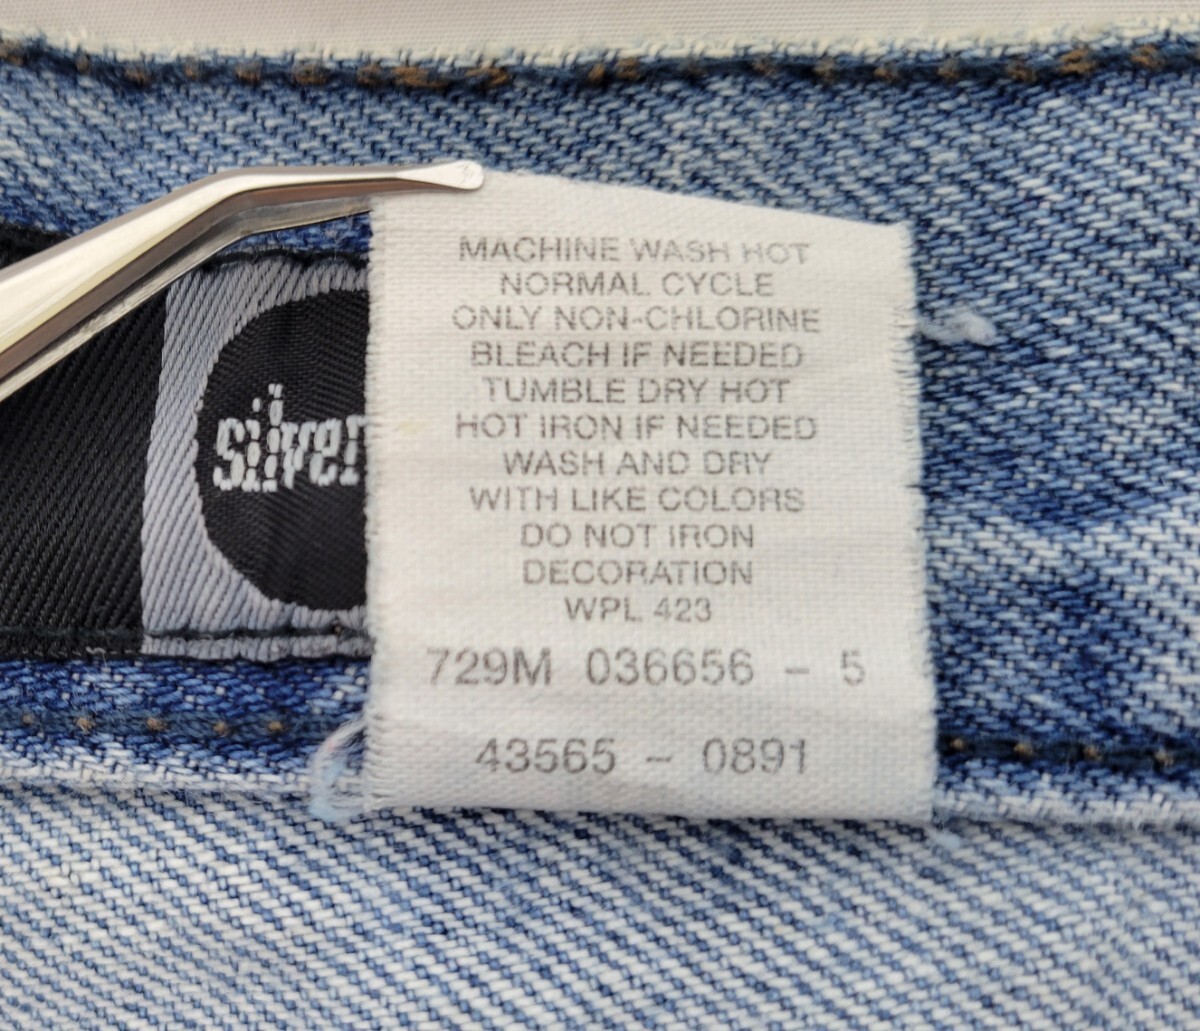 MACHINE WASH HOT
NORMAL CYCLE
ONLY NON-CHLORINE
BLEACH IF NEEDED
TUMBLE DRY HOT
HOT IRON IF NEEDED
WASH AND DRY
WITH LIKE COLORS
DO NOT IRON
DECORATION
WPL 423
729M 036656 - 5
43565 - 0891
silver